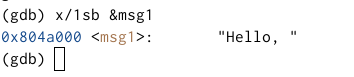 (gdb) x/1sb &msg1
0x804a000 <msg1>:        "Hello, "
(gdb)